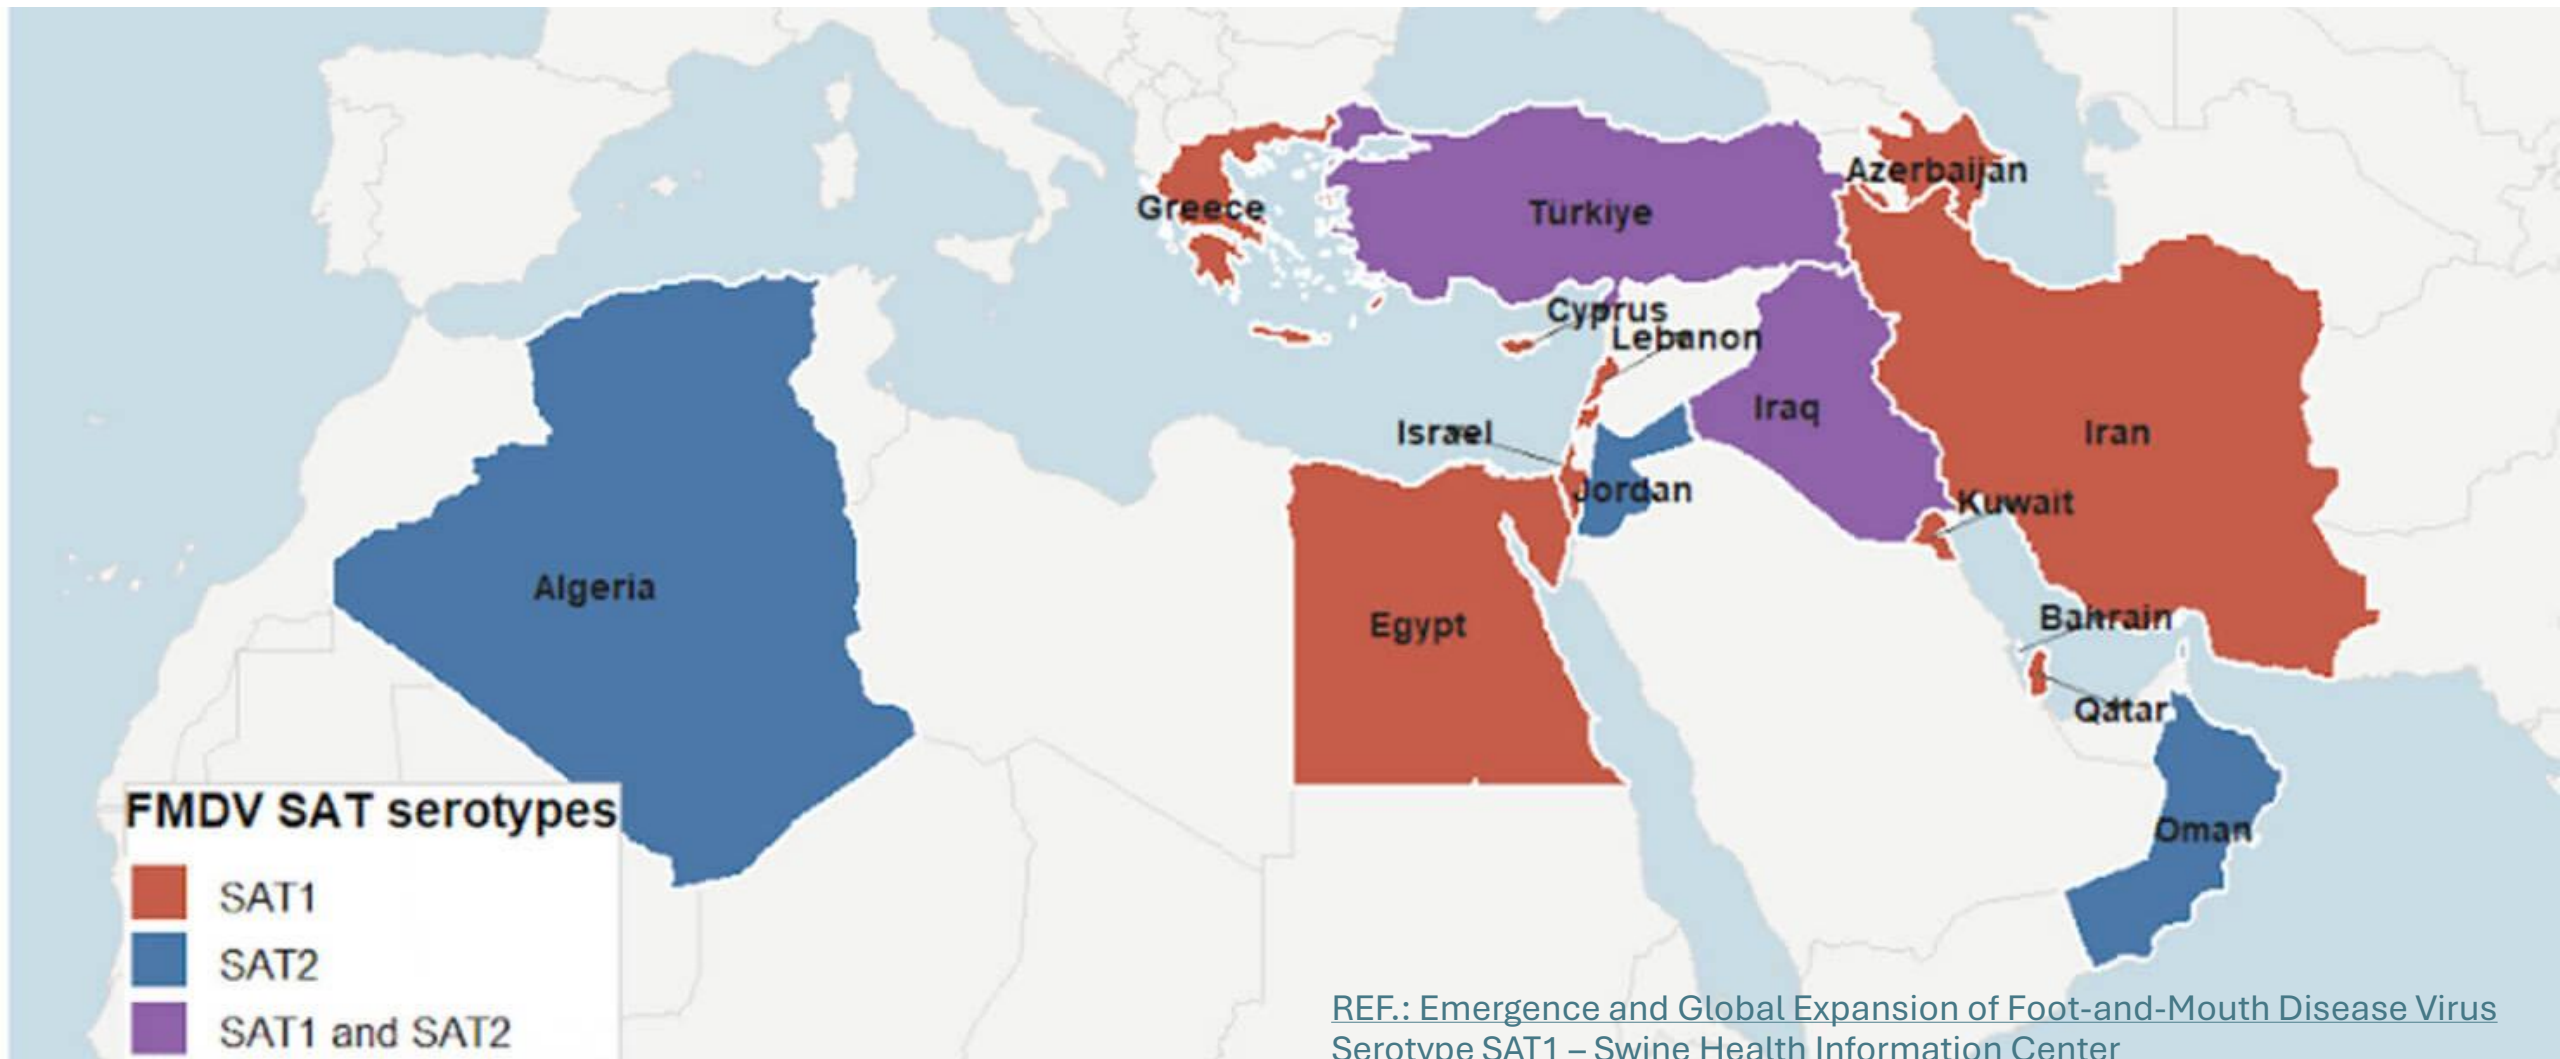 Azerbaijan
Greece
Türkiye
Cyprus
Lebanon
Iraq
Israel
Iran
Jordan
Kuwait
Algeria
Bahrain
Egypt
Qatar
Oman
FMDV SAT serotypes
SAT1
SAT2
SAT1 and SAT2
REF.: Emergence and Global Expansion of Foot-and-Mouth Disease Virus
Serotype SAT1 – Swine Health Information Center